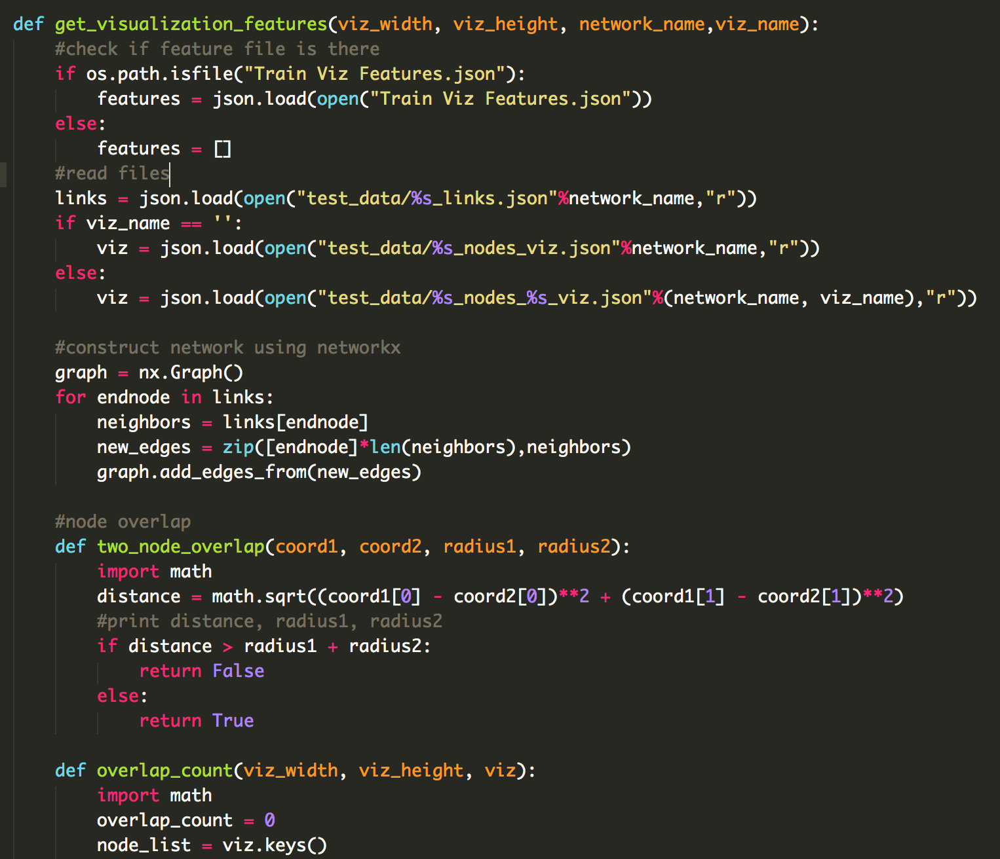 def get_visualization_features(viz_width, viz_height, network_name,viz_name):
    #check if feature file is there
    if os.path.isfile("Train Viz Features.json"):
        features = json.load(open("Train Viz Features.json"))
    else:
        features = []
    #read files
    links = json.load(open("test_data/%s_links.json"%network_name,"r"))
    if viz_name == '':
        viz = json.load(open("test_data/%s_nodes_viz.json"%network_name,"r"))
    else:
        viz = json.load(open("test_data/%s_nodes_%s_viz.json"%(network_name, viz_name),"r"))

    #construct network using networkx
    graph = nx.Graph()
    for endnode in links:
        neighbors = links[endnode]
        new_edges = zip([endnode]*len(neighbors),neighbors)
        graph.add_edges_from(new_edges)

    #node overlap
    def two_node_overlap(coord1, coord2, radius1, radius2):
        import math
        distance = math.sqrt((coord1[0] - coord2[0])**2 + (coord1[1] - coord2[1])**2)
        #print distance, radius1, radius2
        if distance > radius1 + radius2:
            return False
        else:
            return True

    def overlap_count(viz_width, viz_height, viz):
        import math
        overlap_count = 0
        node_list = viz.keys()